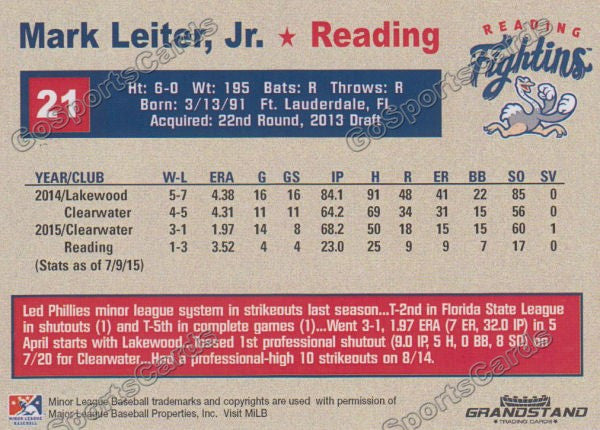 Mark Leiter, Jr. ★ Reading
READING
Fightins
21
Ht: 6-0 Wt: 195 Bats: R Throws: R
Born: 3/13/91 Ft. Lauderdale, FL
Acquired: 22nd Round, 2013 Draft
YEAR/CLUB W-L ERA G GS IP H R ER BB SO SV
2014/Lakewood 5-7 4.38 16 16 84.1 91 48 41 22 85 0
Clearwater 4-5 4.31 11 11 64.2 69 34 31 15 56 0
2015/Clearwater 3-1 1.97 14 8 68.2 50 18 15 15 60 1
Reading 1-3 3.52 4 4 23.0 25 9 9 7 17 0
(Stats as of 7/9/15)
Led Phillies minor league system in strikeouts last season...T-2nd in Florida State League
in shutouts (1) and T-5th in complete games (1)...Went 3-1, 1.97 ERA (7 ER, 32.0 IP) in 5
April starts with Lakewood...tossed 1st professional shutout (9.0 IP, 5 H, 0 BB, 8 SO) on
7/20 for Clearwater...Had a professional-high 10 strikeouts on 8/14.
MINOR LEAGUE
BASEBALL
Minor League Baseball trademarks and copyrights are used with permission of
Major League Baseball Properties, Inc. Visit MiLB
GRANDSTAND
TRADING CARDS
GoSportsCards